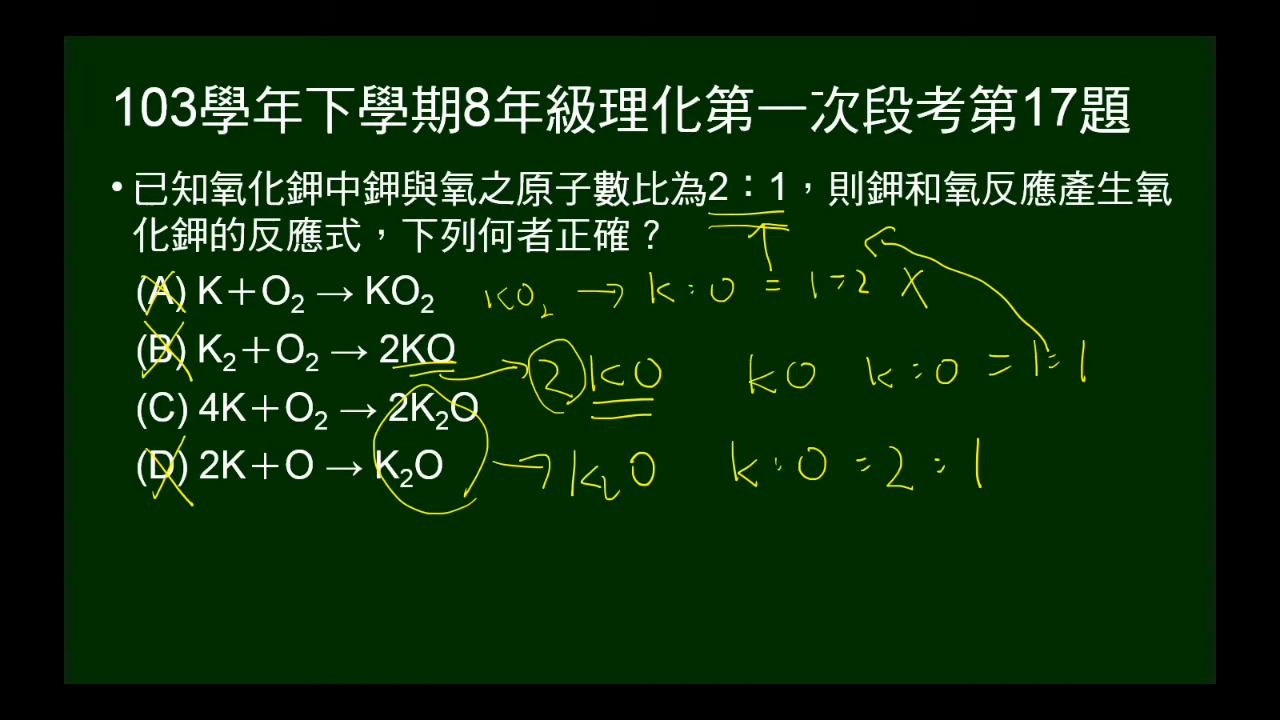 103學年下學期8年級理化第一次段考第17題
• 已知氧化鉀中鉀與氧之原子數比為2：1，則鉀和氧反應產生氧
化鉀的反應式，下列何者正確？
(A) K＋O₂ → KO₂ KO₂ → K:O = 1:2 X
(B) K₂＋O₂ → 2KO → 2KO KO K:O = 1:1
(C) 4K＋O₂ → 2K₂O
(D) 2K＋O → K₂O → K₂O K:O = 2:1